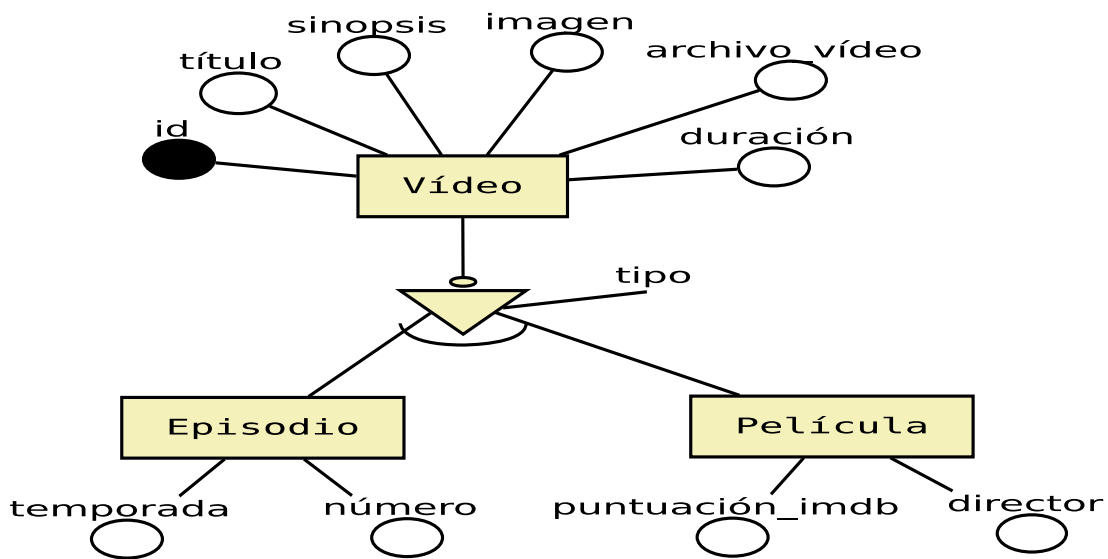 sinopsis
imagen
archivo_vídeo
título
id
duración
Vídeo
tipo
Episodio
Película
temporada
número
puntuación_imdb
director